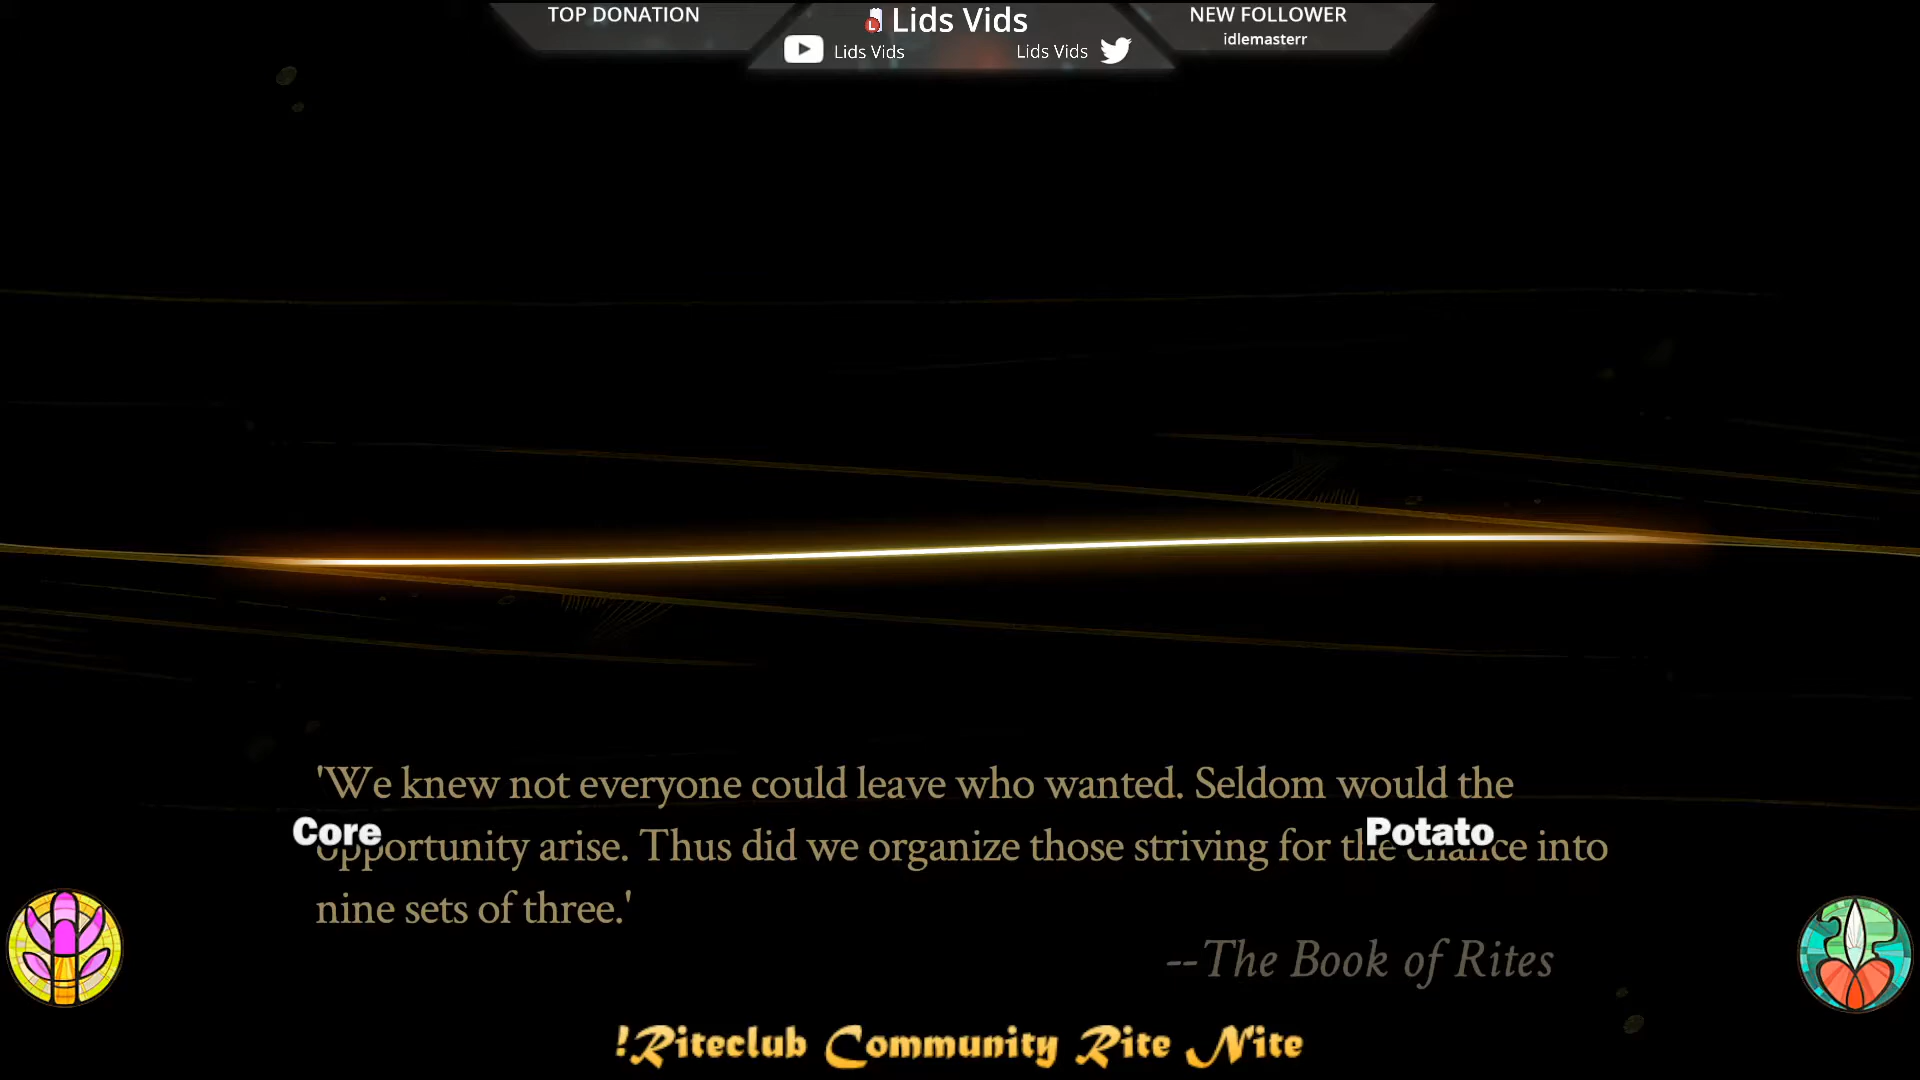 TOP DONATION
Lids Vids
NEW FOLLOWER
idlemasterr
Lids Vids
Lids Vids
'We knew not everyone could leave who wanted. Seldom would the
Core
Potato
opportunity arise. Thus did we organize those striving for the chance into
nine sets of three.'
--The Book of Rites
!Riteclub Community Rite Nite